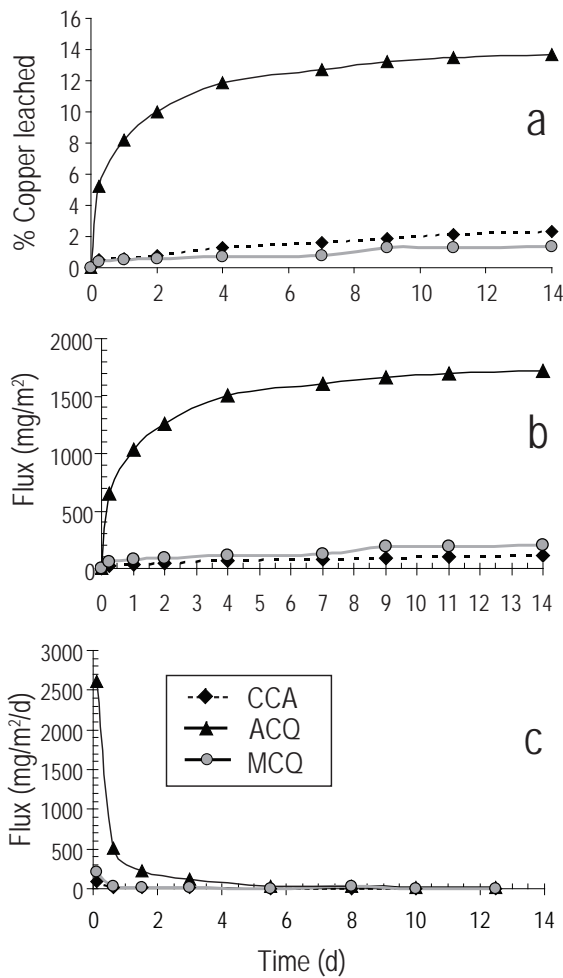 16
14
12
10
8
6
4
2
0
% Copper leached
a
0 2 4 6 8 10 12 14
2000
1500
1000
500
0
Flux (mg/m²)
b
0 1 2 3 4 5 6 7 8 9 10 11 12 13 14
3000
2500
2000
1500
1000
500
0
Flux (mg/m²/d)
CCA
ACQ
MCQ
c
0 2 4 6 8 10 12 14
Time (d)